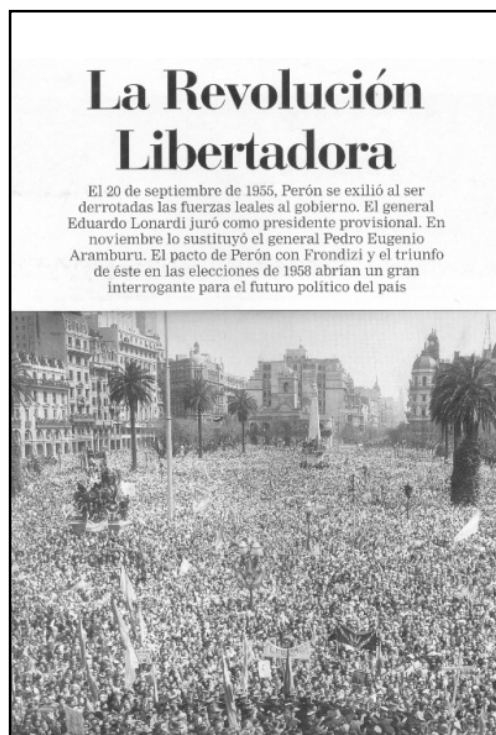 La Revolución
Libertadora
El 20 de septiembre de 1955, Perón se exilió al ser
derrotadas las fuerzas leales al gobierno. El general
Eduardo Lonardi juró como presidente provisional. En
noviembre lo sustituyó el general Pedro Eugenio
Aramburu. El pacto de Perón con Frondizi y el triunfo
de éste en las elecciones de 1958 abrían un gran
interrogante para el futuro político del país